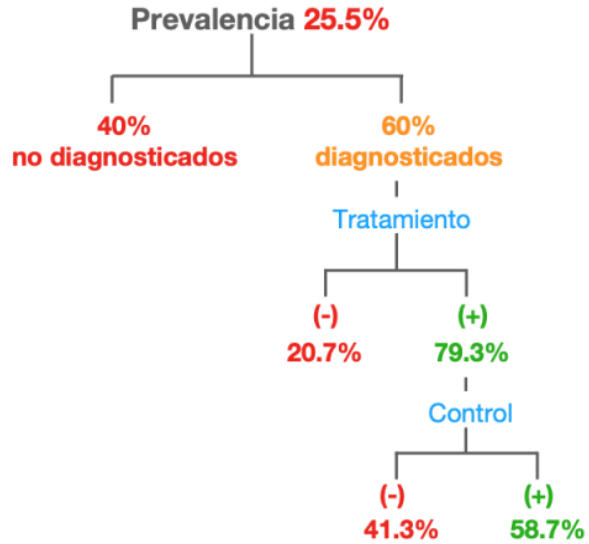 Prevalencia 25.5%
40%
no diagnosticados
60%
diagnosticados
Tratamiento
(-)
20.7%
(+)
79.3%
Control
(-)
41.3%
(+)
58.7%